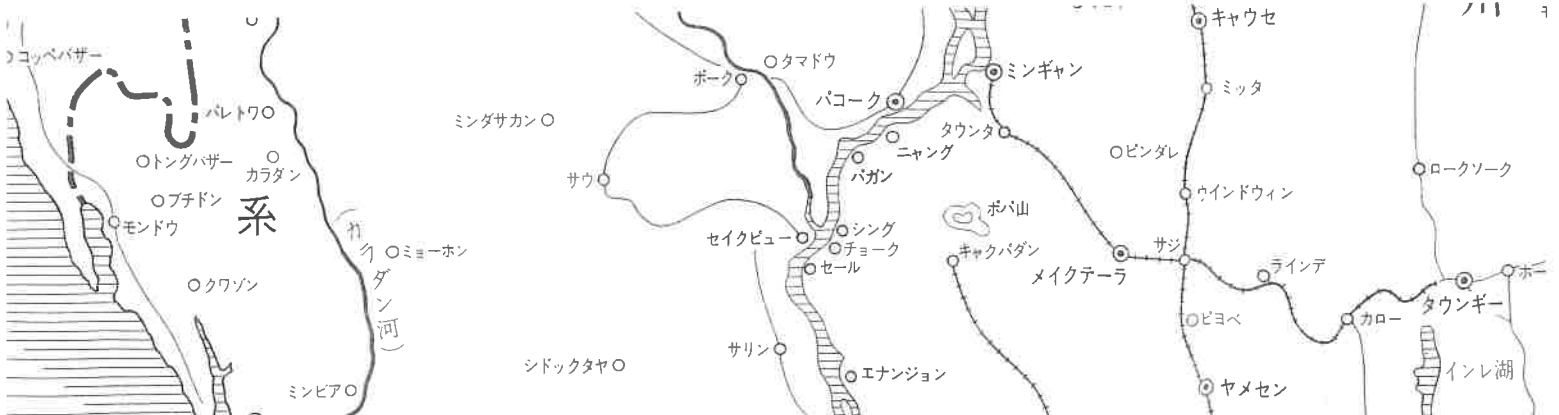 キャウセ
コッペバザー
タマドウ
ポーク
ミンギャン
ミッタ
パコーク
パレトワ
ミンダサカン
タウンタ
ニャング
ピンダレ
トングバザー
カラダン
パガン
ロークソーク
サウ
ブチドン
ウインドウィン
系
ポパ山
モンドウ
シング
セイクピュー
チョーク
サジ
ミョーホン
(カラダン河)
キャクパダン
セール
メイクテーラ
ラインデ
クワゾン
タウンギー
カロー
ピヨベ
サリン
シドックタヤ
エナンジョン
インレ湖
ミンビア
ヤメセン